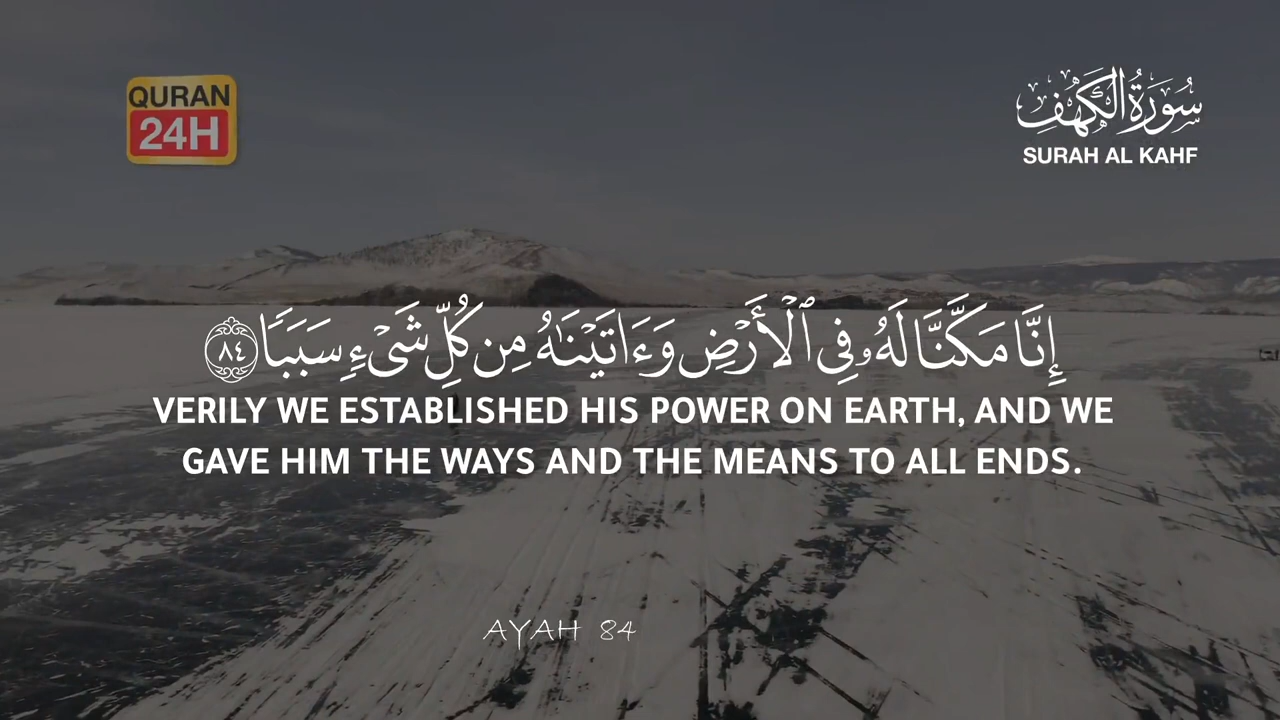 QURAN
24H
سُورَةُ الكَهْفِ
SURAH AL KAHF
إِنَّا مَكَّنَّا لَهُۥ فِى ٱلْأَرْضِ وَءَاتَيْنَٰهُ مِن كُلِّ شَىْءٍ سَبَبًا ٨٤
VERILY WE ESTABLISHED HIS POWER ON EARTH, AND WE
GAVE HIM THE WAYS AND THE MEANS TO ALL ENDS.
AYAH 84